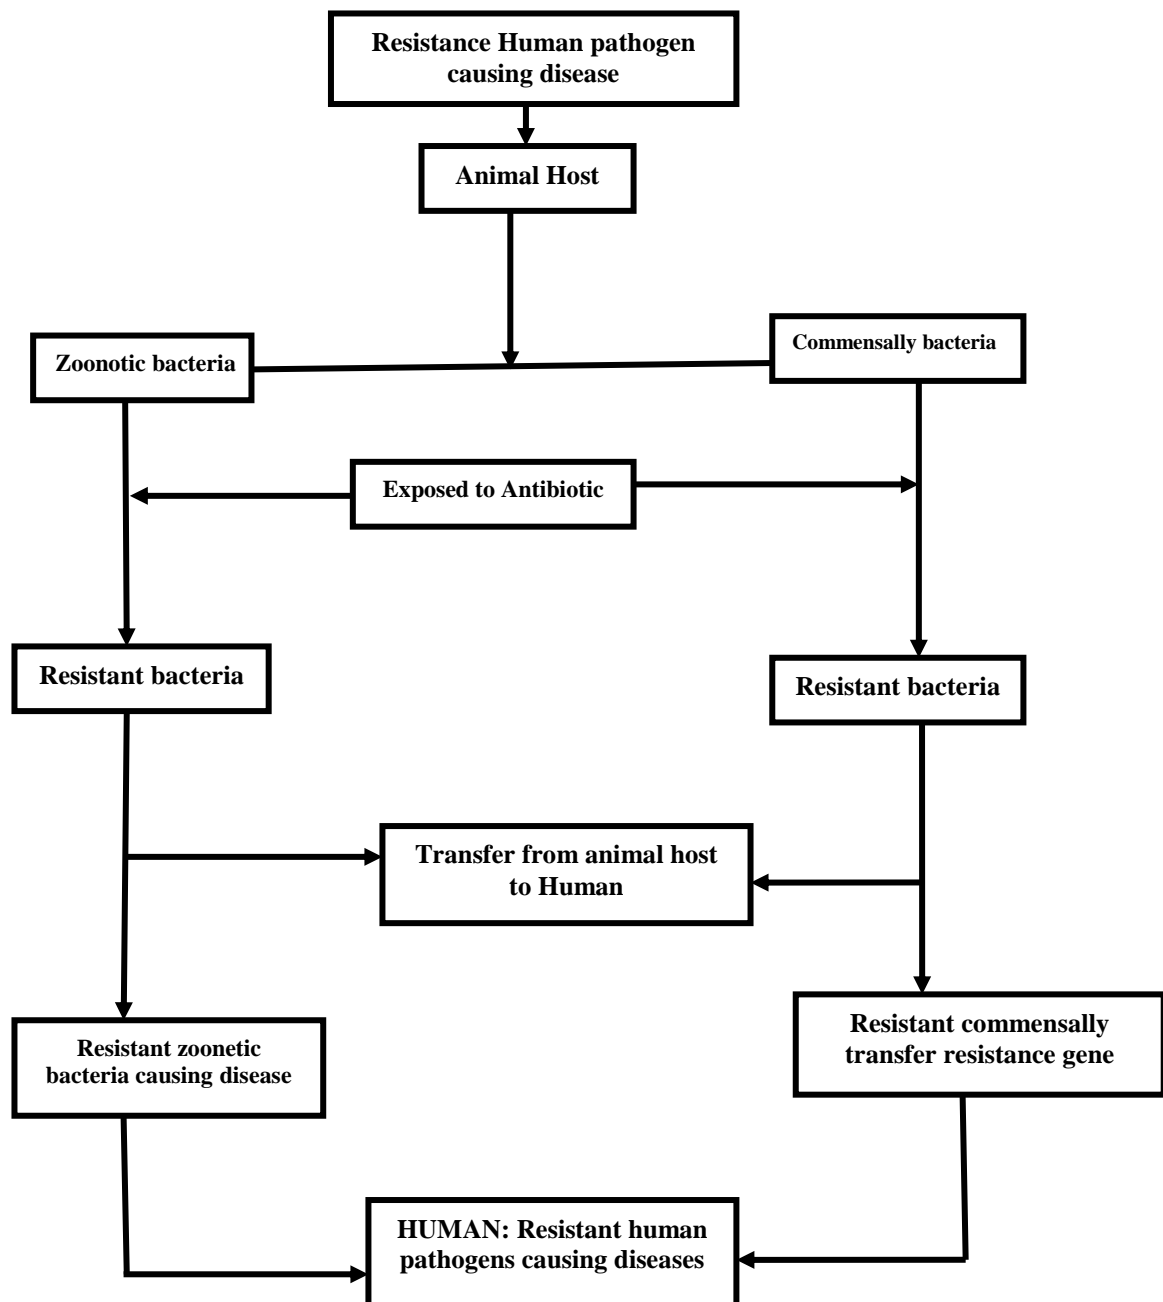 Resistance Human pathogen
causing disease
Animal Host
Zoonotic bacteria
Commensally bacteria
Exposed to Antibiotic
Resistant bacteria
Resistant bacteria
Transfer from animal host
to Human
Resistant zoonetic
bacteria causing disease
Resistant commensally
transfer resistance gene
HUMAN: Resistant human
pathogens causing diseases